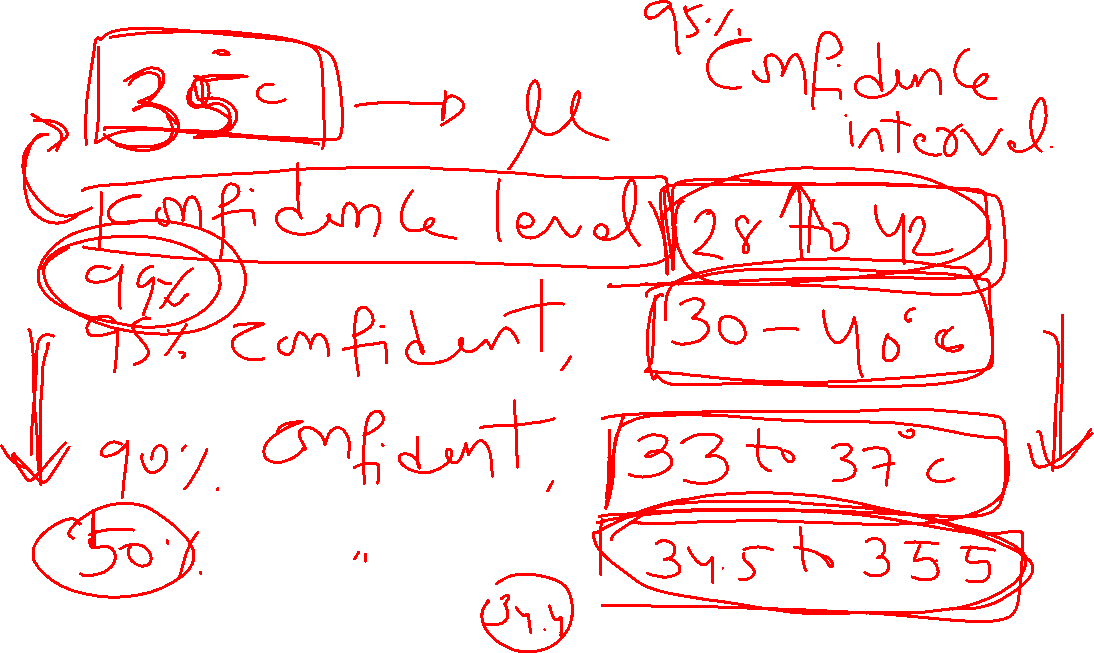 35°C → μ
95% Confidence interval
Confidence level 28 to 42
99%
95% Confident, 30 - 40°C
90% Confident, 33 to 37°C
50% " 34.5 to 35 5
34.4